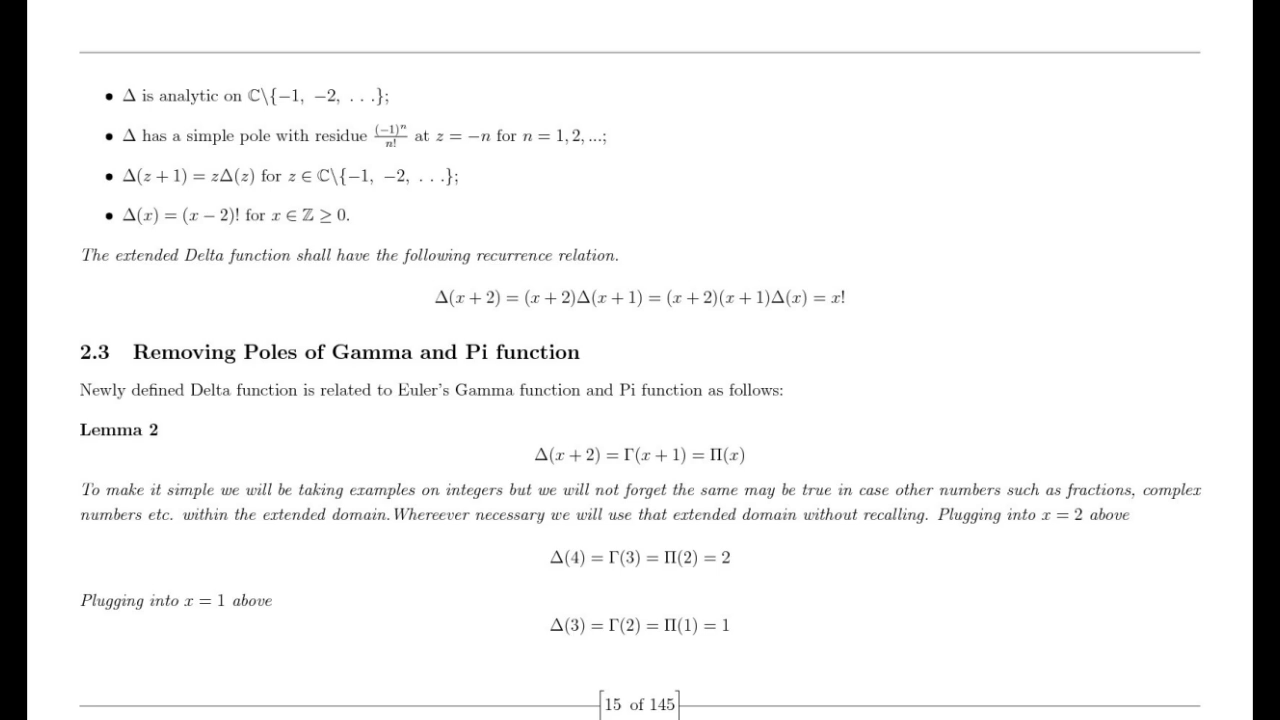 • Δ is analytic on ℂ\{−1, −2, . . .};
• Δ has a simple pole with residue (−1)ⁿ/n! at z = −n for n = 1, 2, ...;
• Δ(z + 1) = zΔ(z) for z ∈ ℂ\{−1, −2, . . .};
• Δ(x) = (x − 2)! for x ∈ ℤ ≥ 0.
The extended Delta function shall have the following recurrence relation.
Δ(x + 2) = (x + 2)Δ(x + 1) = (x + 2)(x + 1)Δ(x) = x!
2.3 Removing Poles of Gamma and Pi function
Newly defined Delta function is related to Euler's Gamma function and Pi function as follows:
Lemma 2
Δ(x + 2) = Γ(x + 1) = Π(x)
To make it simple we will be taking examples on integers but we will not forget the same may be true in case other numbers such as fractions, complex
numbers etc. within the extended domain.Whereever necessary we will use that extended domain without recalling. Plugging into x = 2 above
Δ(4) = Γ(3) = Π(2) = 2
Plugging into x = 1 above
Δ(3) = Γ(2) = Π(1) = 1
15 of 145